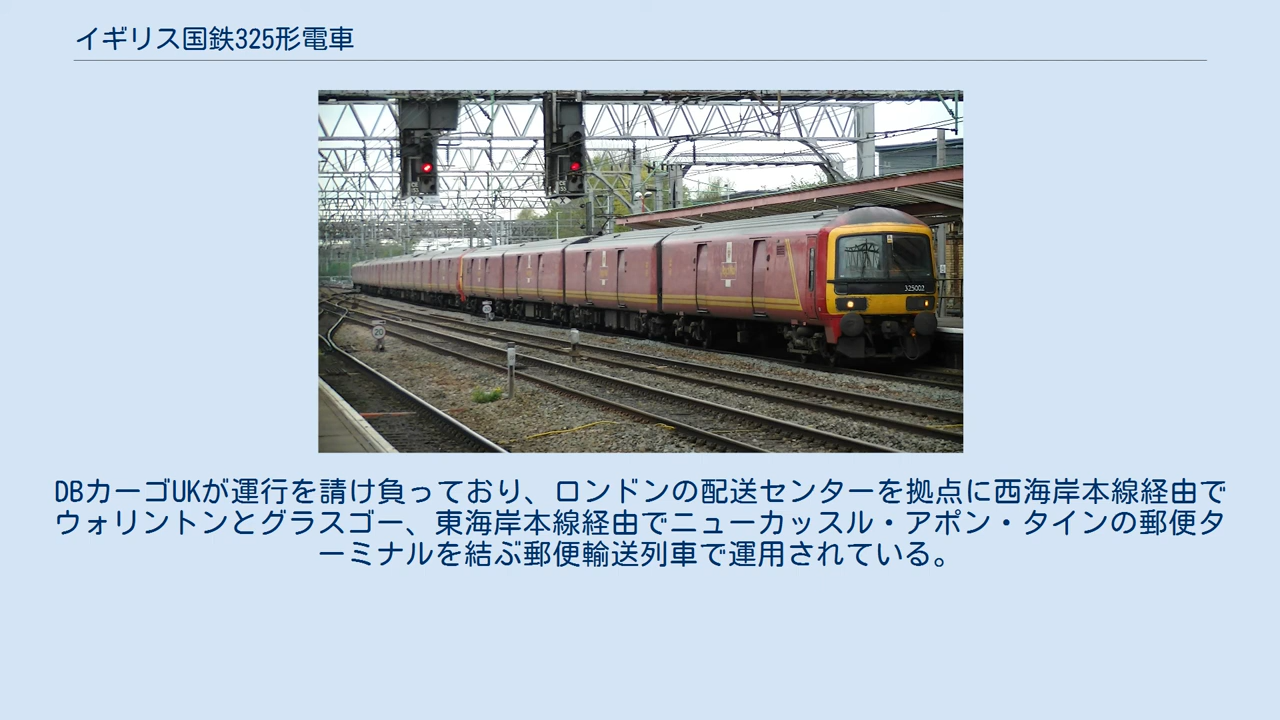 イギリス国鉄325形電車
325002
20
DBカーゴUKが運行を請け負っており、ロンドンの配送センターを拠点に西海岸本線経由で
ウォリントンとグラスゴー、東海岸本線経由でニューカッスル・アポン・タインの郵便タ
ーミナルを結ぶ郵便輸送列車で運用されている。